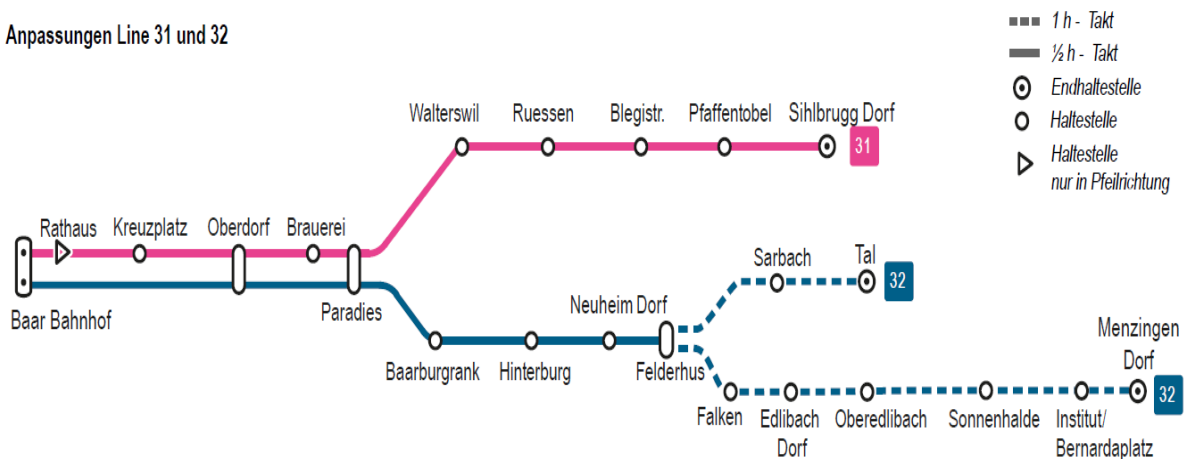 Anpassungen Line 31 und 32
1 h - Takt
½ h - Takt
Endhaltestelle
Haltestelle
Haltestelle
nur in Pfeilrichtung
Walterswil
Ruessen
Blegistr.
Pfaffentobel
Sihlbrugg Dorf
31
Rathaus
Kreuzplatz
Oberdorf
Brauerei
Baar Bahnhof
Paradies
Sarbach
Tal
32
Neuheim Dorf
Baarburgrank
Hinterburg
Felderhus
Menzingen
Dorf
32
Falken
Edlibach
Dorf
Oberedlibach
Sonnenhalde
Institut/
Bernardaplatz